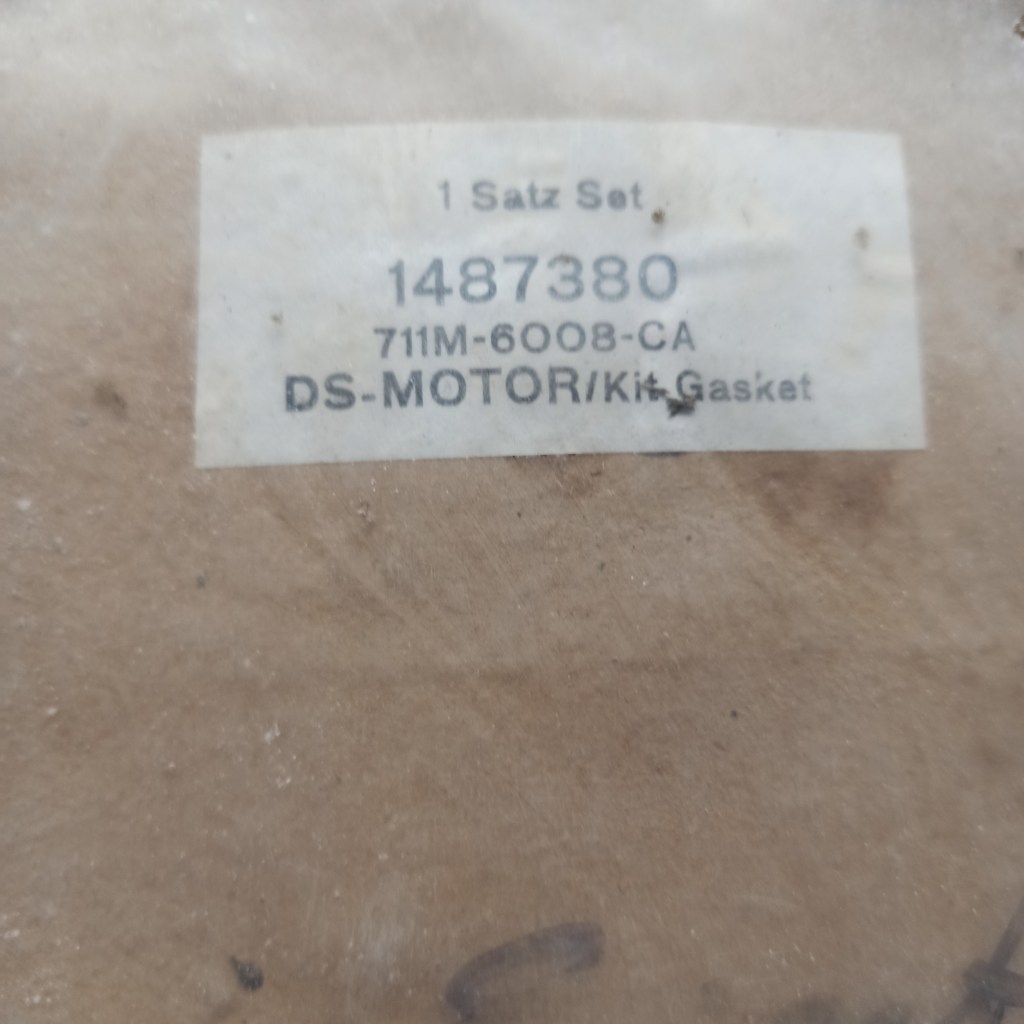 1 Satz Set
1487380
711M-6008-CA
DS-MOTOR/Kit Gasket